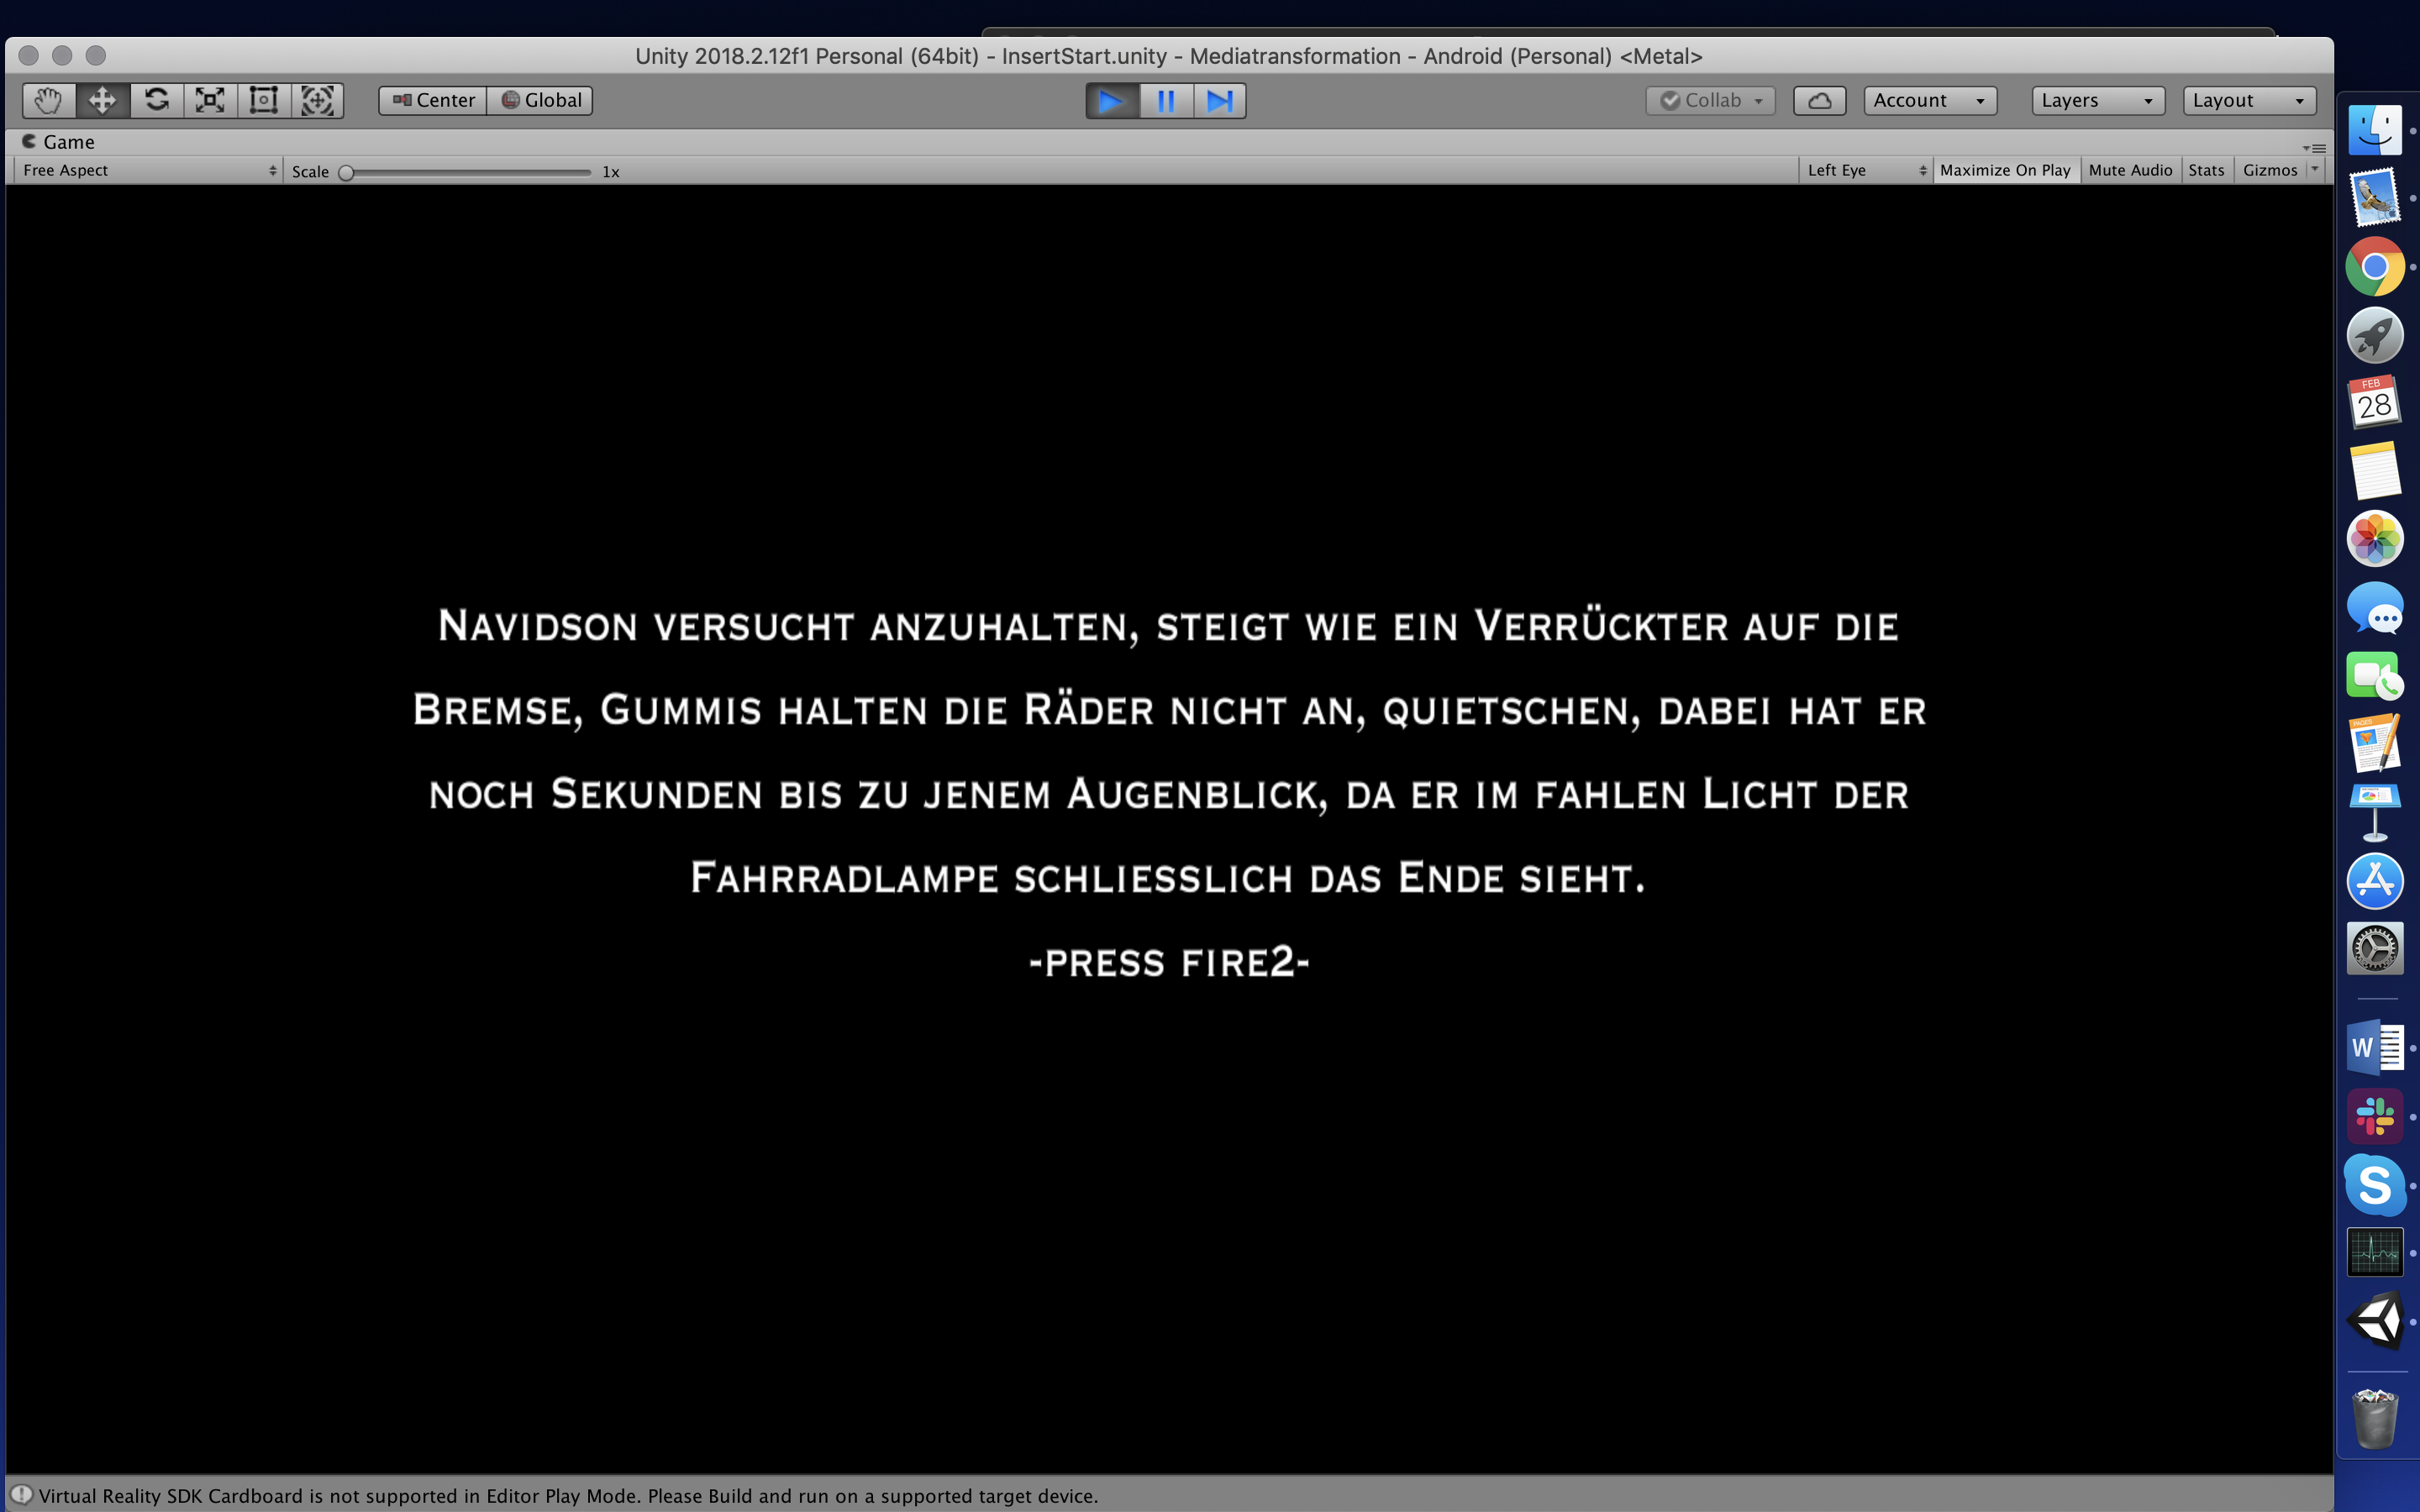 Unity 2018.2.12f1 Personal (64bit) - InsertStart.unity - Mediatransformation - Android (Personal) <Metal>
Center Global Collab Account Layers Layout
Game
Free Aspect Scale 1x Left Eye Maximize On Play Mute Audio Stats Gizmos
Navidson versucht anzuhalten, steigt wie ein Verrückter auf die
Bremse, Gummis halten die Räder nicht an, quietschen, dabei hat er
noch Sekunden bis zu jenem Augenblick, da er im fahlen Licht der
Fahrradlampe schliesslich das Ende sieht.
-press fire2-
Virtual Reality SDK Cardboard is not supported in Editor Play Mode. Please Build and run on a supported target device.
FEB
28
PAGES
W
S